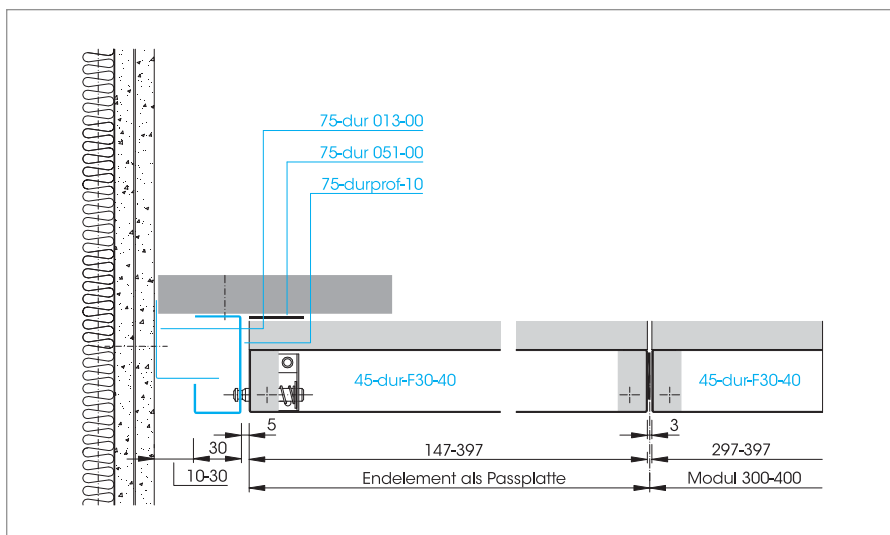 75-dur 013-00
75-dur 051-00
75-durprof-10
45-dur-F30-40
45-dur-F30-40
5
3
30
147-397
297-397
10-30
Endelement als Passplatte
Modul 300-400